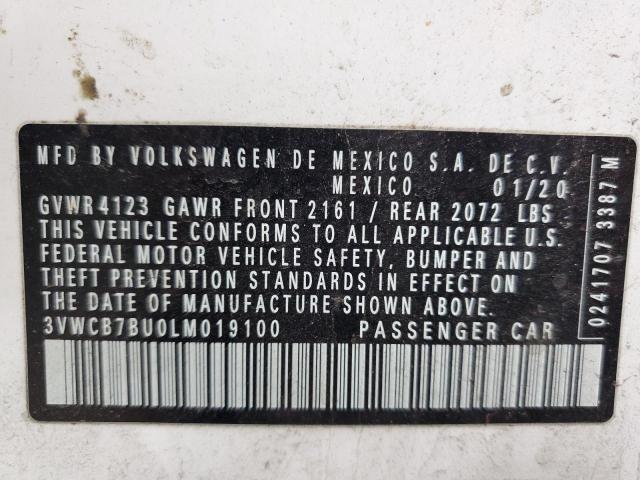 MFD BY VOLKSWAGEN DE MEXICO S.A. DE C.V.
MEXICO 01/20
GVWR 4123 GAWR FRONT 2161 / REAR 2072 LBS
THIS VEHICLE CONFORMS TO ALL APPLICABLE U.S.
FEDERAL MOTOR VEHICLE SAFETY, BUMPER AND
THEFT PREVENTION STANDARDS IN EFFECT ON
THE DATE OF MANUFACTURE SHOWN ABOVE.
3VWCB7BU0LM019100 PASSENGER CAR
0241707 3387 M